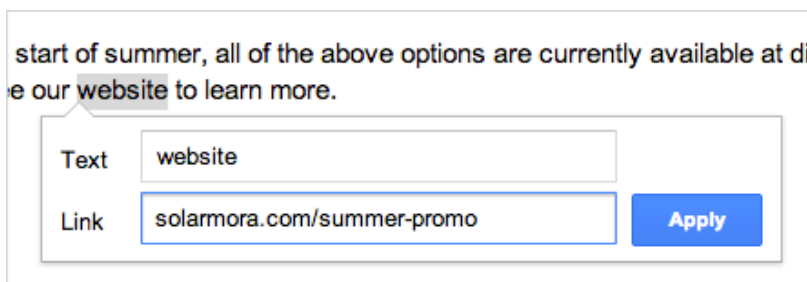 start of summer, all of the above options are currently available at
our website to learn more.
Text website
Link solarmora.com/summer-promo Apply